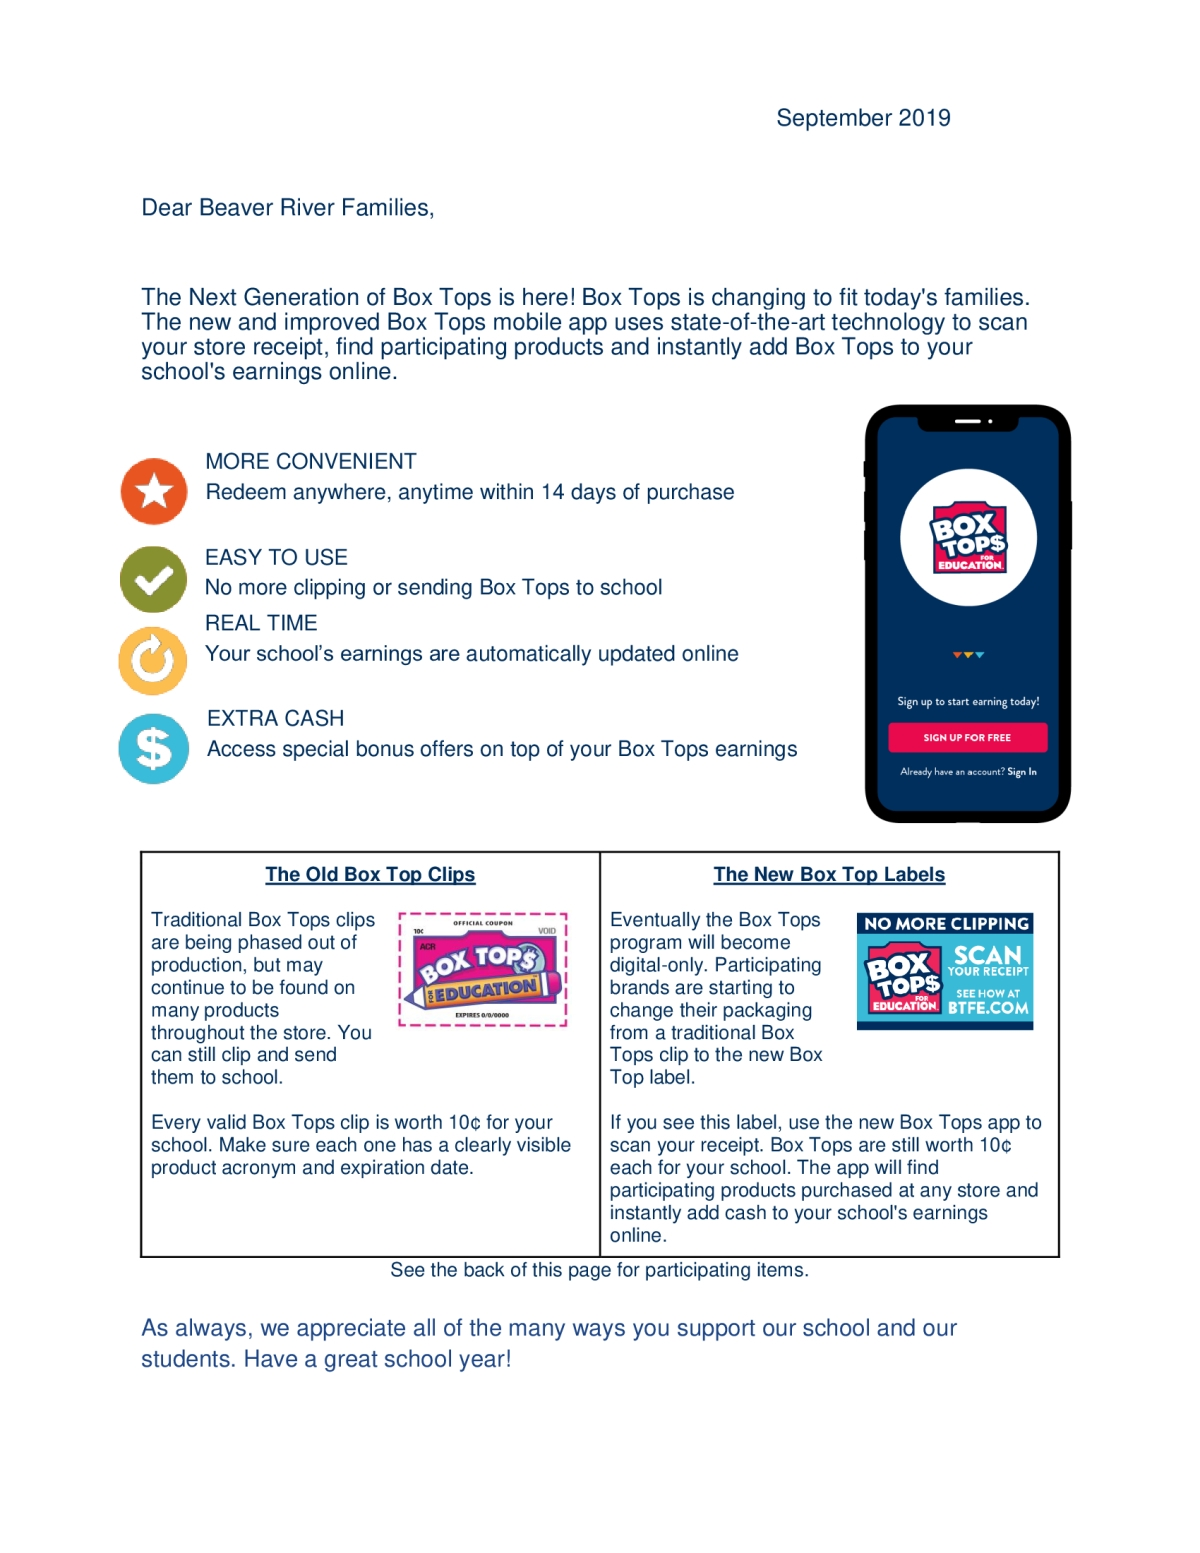 September 2019
Dear Beaver River Families,
The Next Generation of Box Tops is here! Box Tops is changing to fit today's families.
The new and improved Box Tops mobile app uses state-of-the-art technology to scan
your store receipt, find participating products and instantly add Box Tops to your
school's earnings online.
MORE CONVENIENT
Redeem anywhere, anytime within 14 days of purchase
EASY TO USE
No more clipping or sending Box Tops to school
REAL TIME
Your school’s earnings are automatically updated online
EXTRA CASH
Access special bonus offers on top of your Box Tops earnings
BOX
TOP$
FOR
EDUCATION
Sign up to start earning today!
SIGN UP FOR FREE
Already have an account? Sign In
The Old Box Top Clips
Traditional Box Tops clips
are being phased out of
production, but may
continue to be found on
many products
throughout the store. You
can still clip and send
them to school.
OFFICIAL COUPON
10¢ VOID
ACR
BOX TOP$
FOR EDUCATION
EXPIRES 0/0/0000
Every valid Box Tops clip is worth 10¢ for your
school. Make sure each one has a clearly visible
product acronym and expiration date.
The New Box Top Labels
Eventually the Box Tops
program will become
digital-only. Participating
brands are starting to
change their packaging
from a traditional Box
Tops clip to the new Box
Top label.
NO MORE CLIPPING
BOX
TOP$
FOR
EDUCATION
SCAN
YOUR RECEIPT
SEE HOW AT
BTFE.COM
If you see this label, use the new Box Tops app to
scan your receipt. Box Tops are still worth 10¢
each for your school. The app will find
participating products purchased at any store and
instantly add cash to your school's earnings
online.
See the back of this page for participating items.
As always, we appreciate all of the many ways you support our school and our
students. Have a great school year!